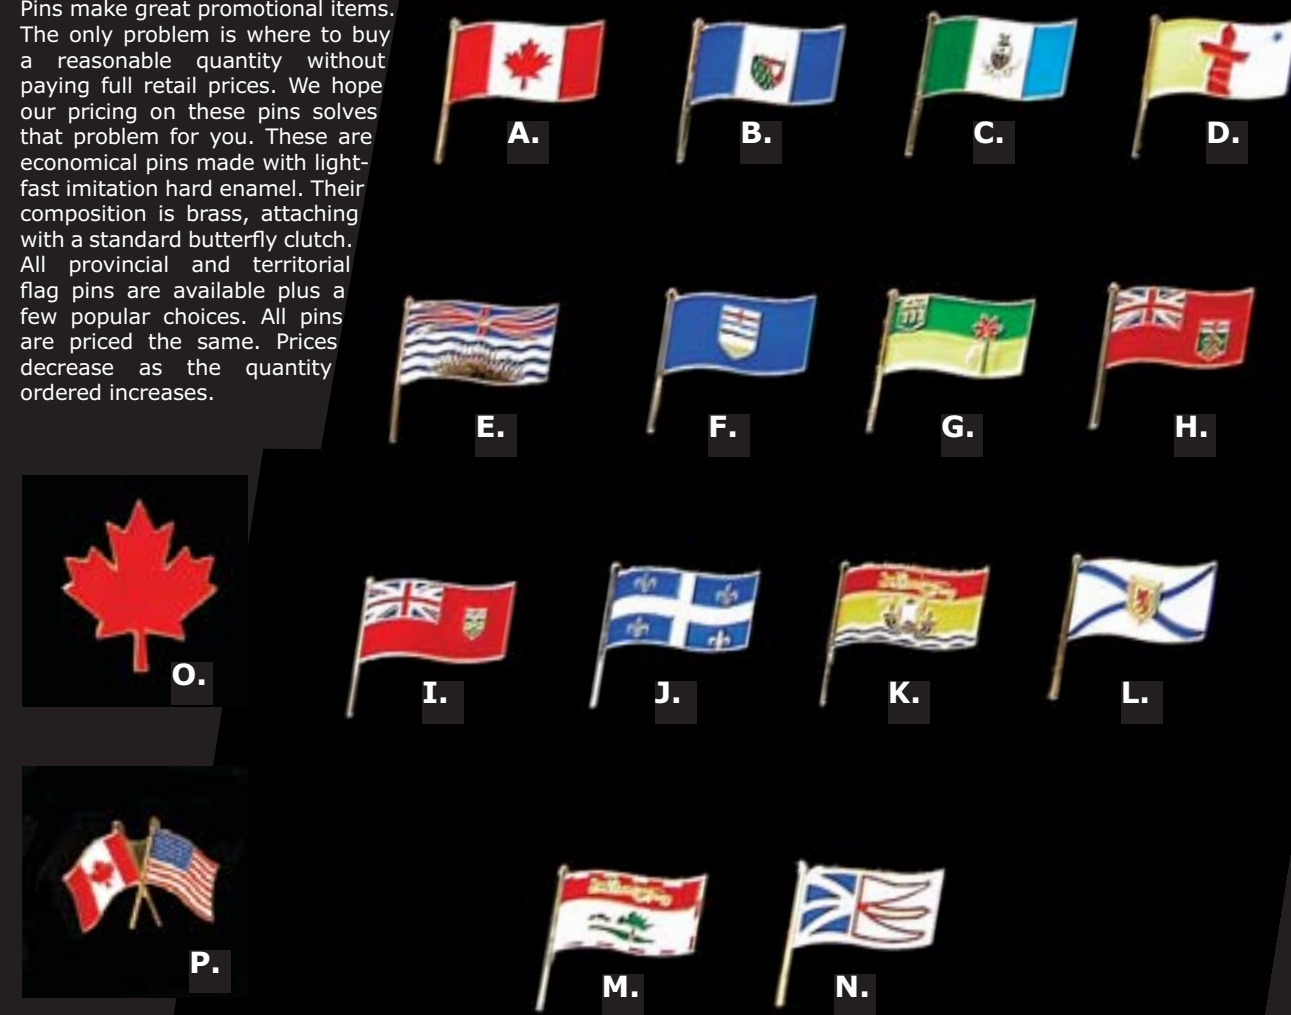 Pins make great promotional items.
The only problem is where to buy
a reasonable quantity without
paying full retail prices. We hope
our pricing on these pins solves
that problem for you. These are
economical pins made with light-
fast imitation hard enamel. Their
composition is brass, attaching
with a standard butterfly clutch.
All provincial and territorial
flag pins are available plus a
few popular choices. All pins
are priced the same. Prices
decrease as the quantity
ordered increases.
A. B. C. D.
E. F. G. H.
O.
I. J. K. L.
P.
M. N.